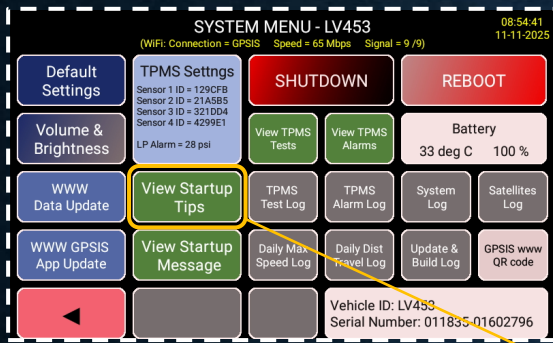 SYSTEM MENU - LV453
(WiFi: Connection = GPSIS Speed = 65 Mbps Signal = 9 /9)
08:54:41
11-11-2025
Default
Settings
TPMS Settngs
Sensor 1 ID = 129CFB
Sensor 2 ID = 21A5B5
Sensor 3 ID = 321DD4
Sensor 4 ID = 4299E1
LP Alarm = 28 psi
SHUTDOWN
REBOOT
Volume &
Brightness
View TPMS
Tests
View TPMS
Alarms
Battery
33 deg C 100 %
WWW
Data Update
View Startup
Tips
TPMS
Test Log
TPMS
Alarm Log
System
Log
Satellites
Log
WWW GPSIS
App Update
View Startup
Message
Daily Max
Speed Log
Daily Dist
Travel Log
Update &
Build Log
GPSIS www
QR code
Vehicle ID: LV453
Serial Number: 011835-01602796